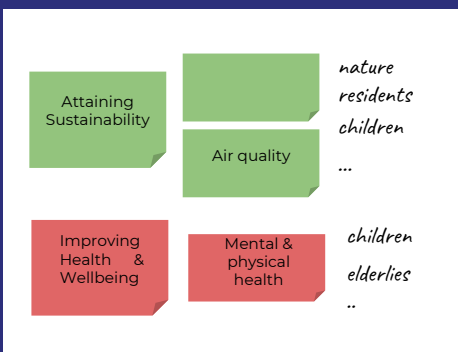 Attaining
Sustainability
nature
residents
children
...
Air quality
Improving
Health &
Wellbeing
Mental &
physical
health
children
elderlies
..